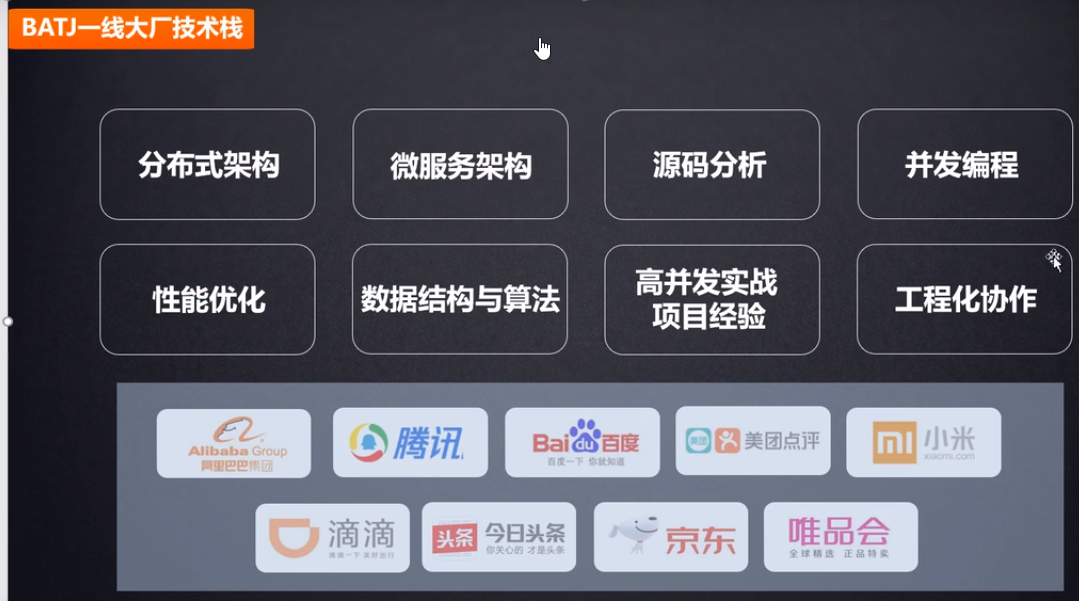 BATJ一线大厂技术栈
分布式架构
微服务架构
源码分析
并发编程
性能优化
数据结构与算法
高并发实战
项目经验
工程化协作
Alibaba Group
阿里巴巴集团
腾讯
Bai du 百度
百度一下 你就知道
美团
美团点评
mi
小米
xiaomi.com
滴滴
滴滴一下 美好出行
头条
今日头条
你关心的 才是头条
京东
唯品会
全球精选 正品特卖